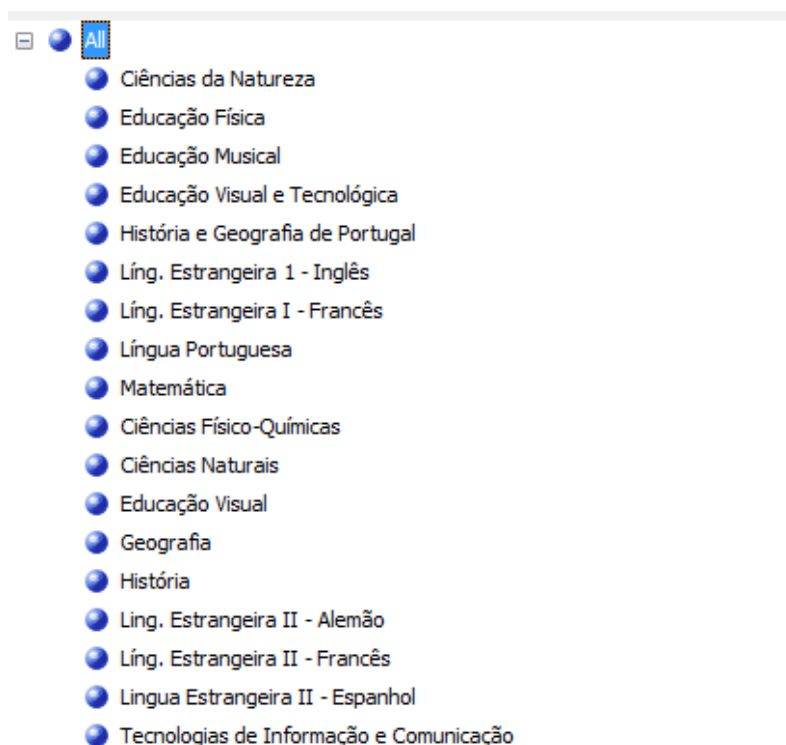 All
Ciências da Natureza
Educação Física
Educação Musical
Educação Visual e Tecnológica
História e Geografia de Portugal
Líng. Estrangeira 1 - Inglês
Líng. Estrangeira I - Francês
Língua Portuguesa
Matemática
Ciências Físico-Químicas
Ciências Naturais
Educação Visual
Geografia
História
Ling. Estrangeira II - Alemão
Líng. Estrangeira II - Francês
Lingua Estrangeira II - Espanhol
Tecnologias de Informação e Comunicação